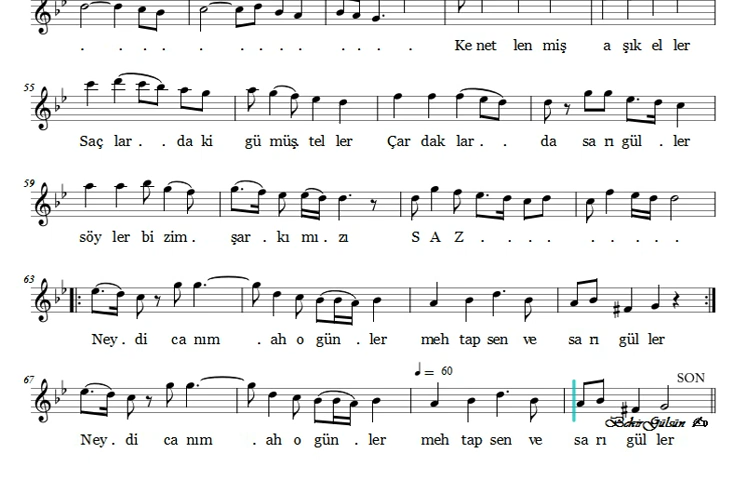 . . . . . . . . . . . . Ke net len miş a şık el ler
55
Saç lar . . da ki gü müş tel ler Çar dak lar . . da sa rı gül . ler
59
söy ler bi zim . şar . kı mı . zı S A Z . . . . . . . .
63
Ney . di ca nım . ah o gün . ler meh tap sen ve sa rı gül ler
= 60
67
SON
Bekir Gülsün
Ney . di ca nım . ah o gün . ler meh tap sen ve sa rı gül ler